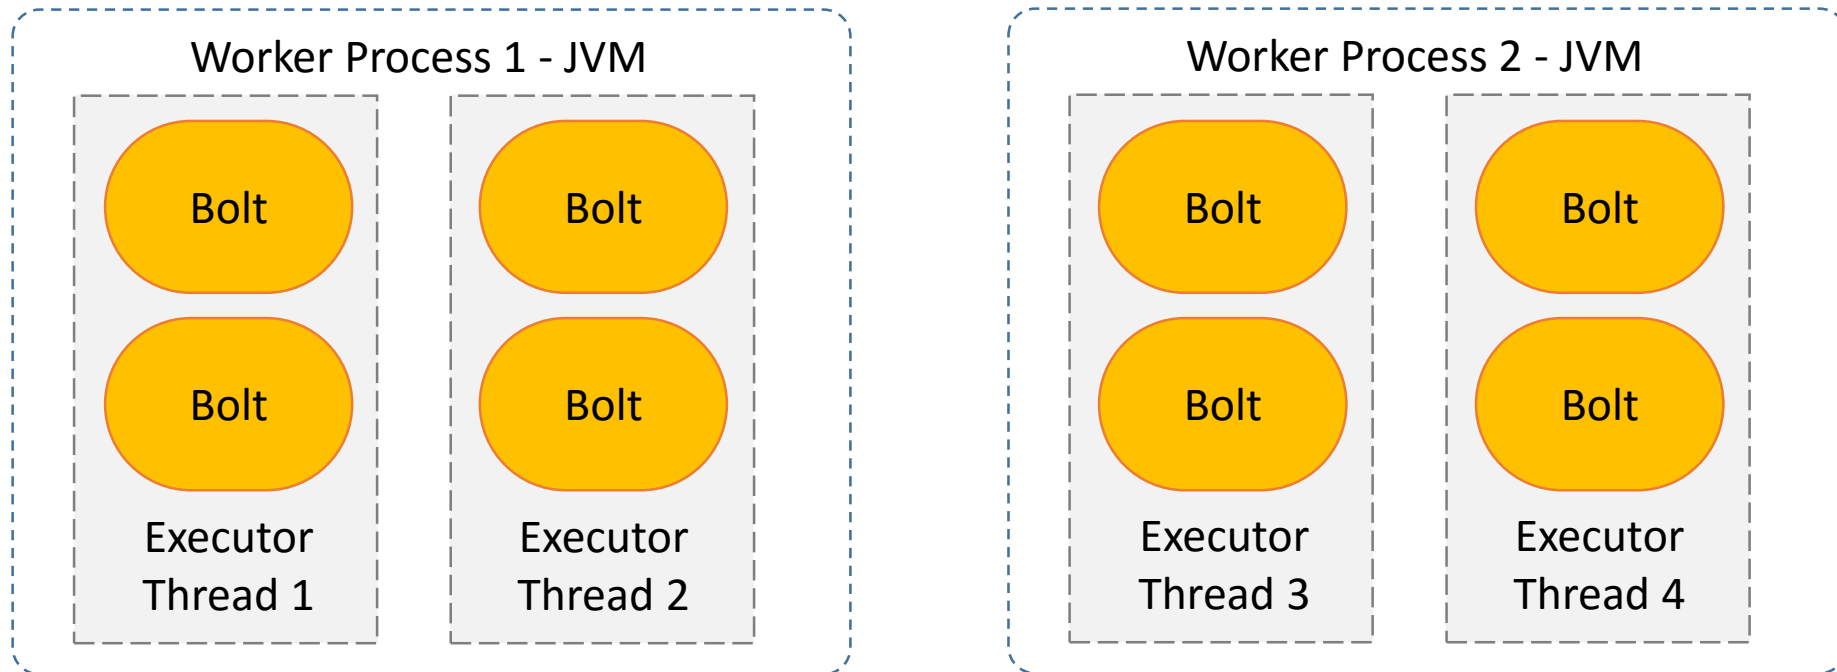 Worker Process 1 - JVM
Bolt
Bolt
Executor
Thread 1
Bolt
Bolt
Executor
Thread 2
Worker Process 2 - JVM
Bolt
Bolt
Executor
Thread 3
Bolt
Bolt
Executor
Thread 4